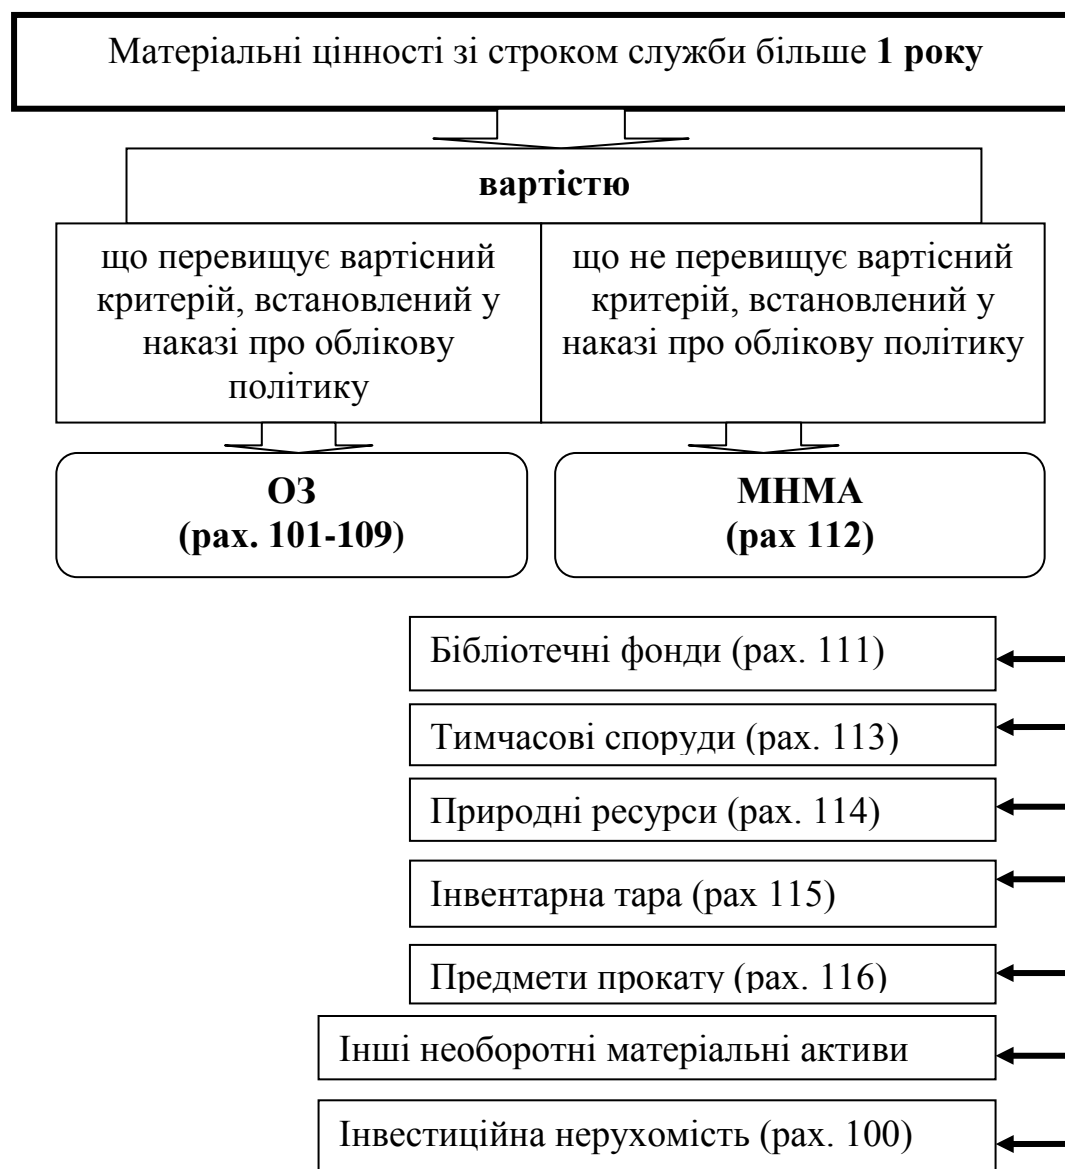 Матеріальні цінності зі строком служби більше 1 року
вартістю
що перевищує вартісний
критерій, встановлений у
наказі про облікову
політику
що не перевищує вартісний
критерій, встановлений у
наказі про облікову політику
ОЗ
(рах. 101-109)
МНМА
(рах 112)
Бібліотечні фонди (рах. 111)
Тимчасові споруди (рах. 113)
Природні ресурси (рах. 114)
Інвентарна тара (рах 115)
Предмети прокату (рах. 116)
Інші необоротні матеріальні активи
Інвестиційна нерухомість (рах. 100)